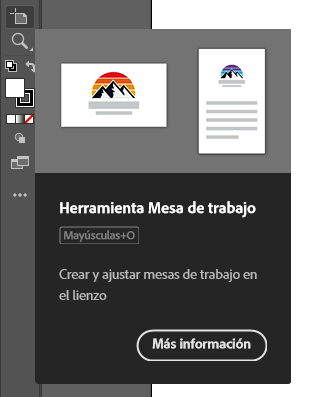 Herramienta Mesa de trabajo
Mayúsculas+O
Crear y ajustar mesas de trabajo en
el lienzo
Más información